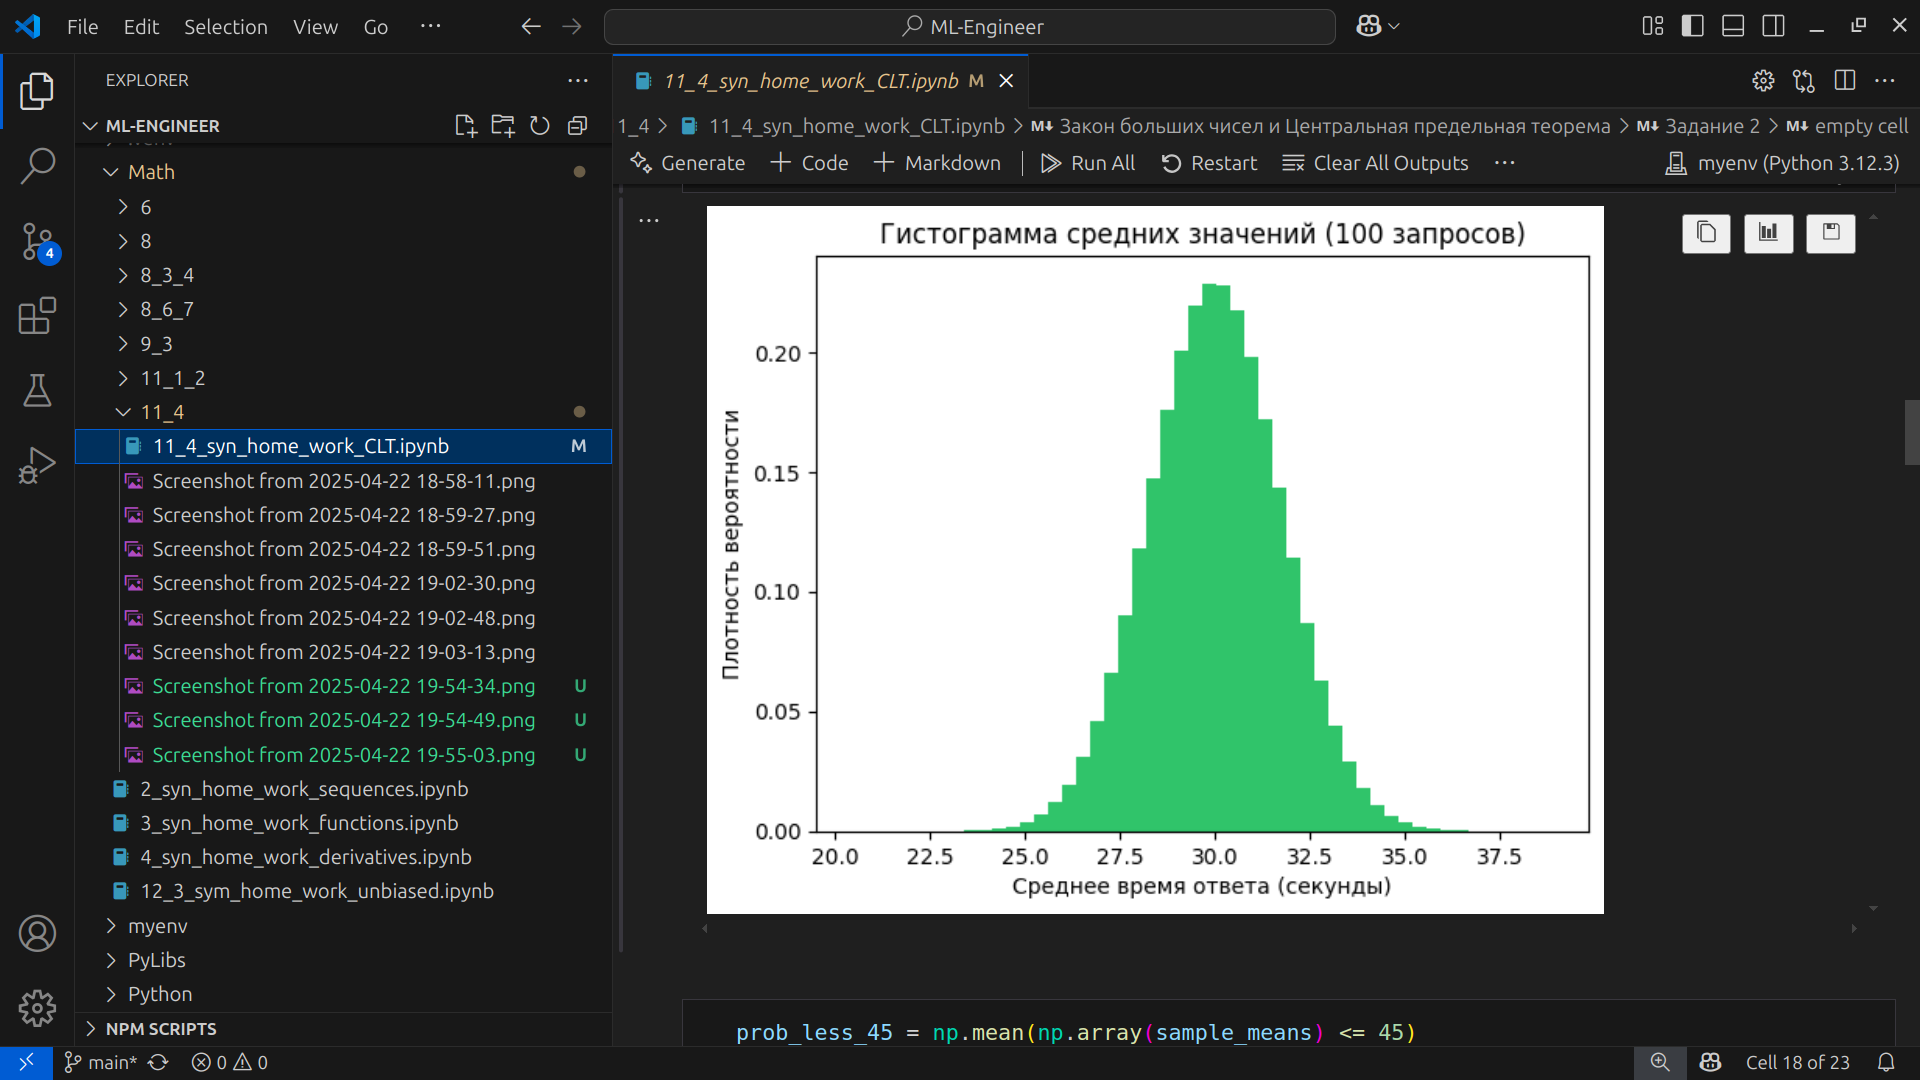 File Edit Selection View Go ···
ML-Engineer
EXPLORER
ML-ENGINEER
Math
6
8
8_3_4
8_6_7
9_3
11_1_2
11_4
11_4_syn_home_work_CLT.ipynb M
Screenshot from 2025-04-22 18-58-11.png
Screenshot from 2025-04-22 18-59-27.png
Screenshot from 2025-04-22 18-59-51.png
Screenshot from 2025-04-22 19-02-30.png
Screenshot from 2025-04-22 19-02-48.png
Screenshot from 2025-04-22 19-03-13.png
Screenshot from 2025-04-22 19-54-34.png U
Screenshot from 2025-04-22 19-54-49.png U
Screenshot from 2025-04-22 19-55-03.png U
2_syn_home_work_sequences.ipynb
3_syn_home_work_functions.ipynb
4_syn_home_work_derivatives.ipynb
12_3_sym_home_work_unbiased.ipynb
myenv
PyLibs
Python
NPM SCRIPTS
4
11_4_syn_home_work_CLT.ipynb M
1_4 > 11_4_syn_home_work_CLT.ipynb > M↓ Закон больших чисел и Центральная предельная теорема > M↓ Задание 2 > M↓ empty cell
Generate + Code + Markdown Run All Restart Clear All Outputs ··· myenv (Python 3.12.3)
Гистограмма средних значений (100 запросов)
Плотность вероятности
0.20
0.15
0.10
0.05
0.00
20.0 22.5 25.0 27.5 30.0 32.5 35.0 37.5
Среднее время ответа (секунды)
prob_less_45 = np.mean(np.array(sample_means) <= 45)
main* 0 0 Cell 18 of 23